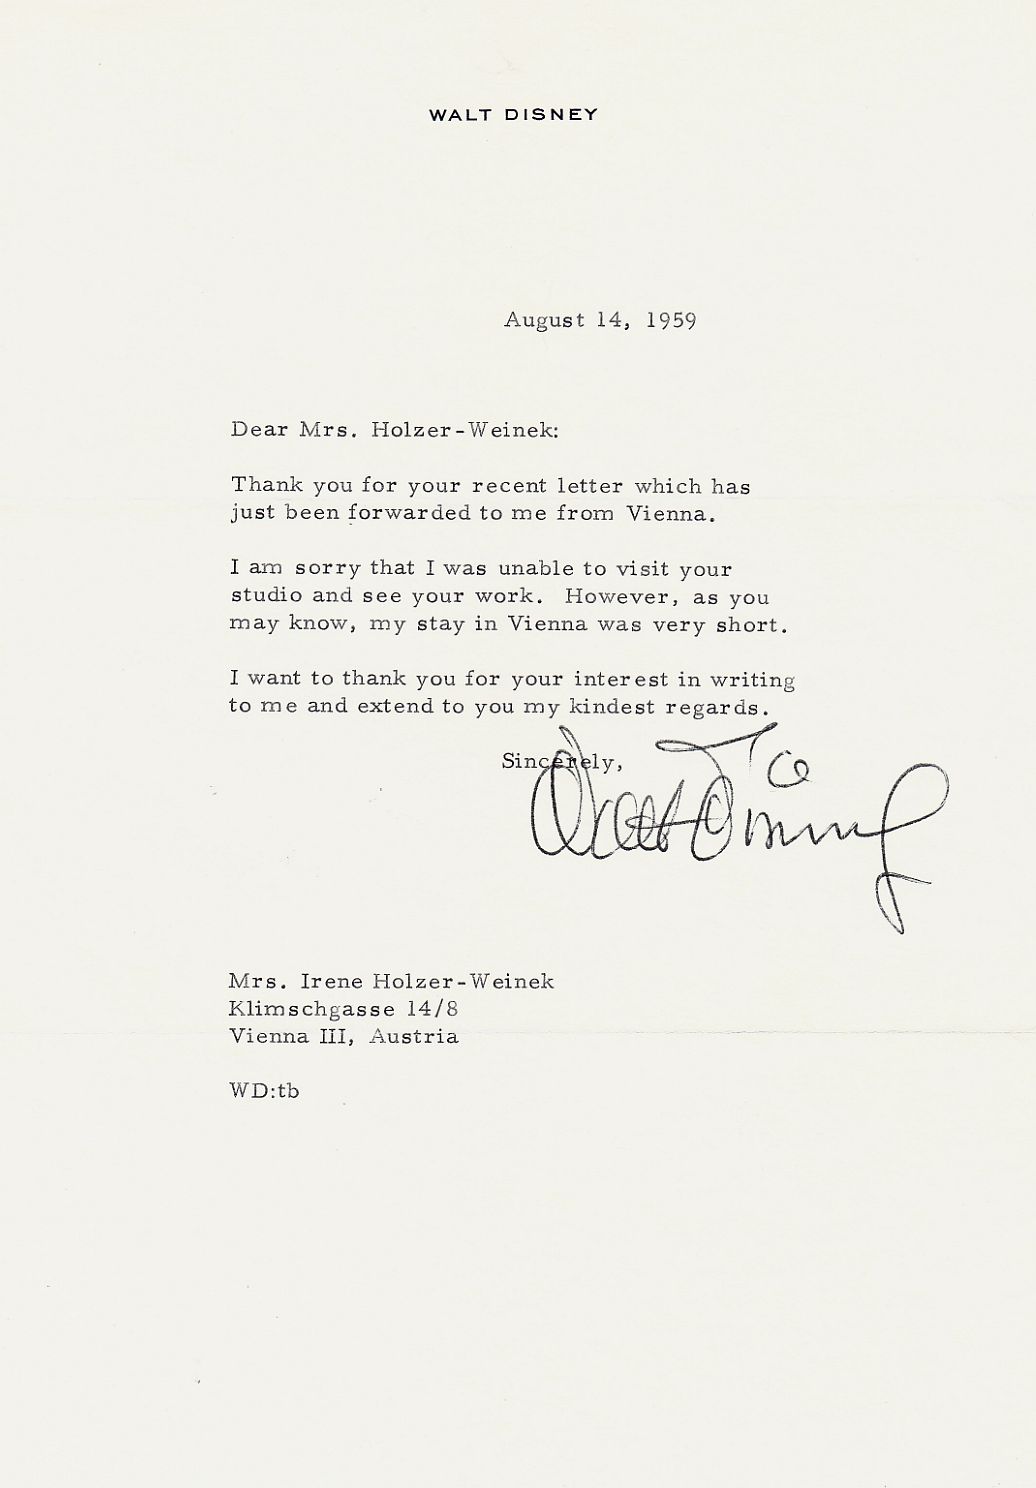 WALT DISNEY
August 14, 1959
Dear Mrs. Holzer-Weinek:
Thank you for your recent letter which has
just been forwarded to me from Vienna.
I am sorry that I was unable to visit your
studio and see your work. However, as you
may know, my stay in Vienna was very short.
I want to thank you for your interest in writing
to me and extend to you my kindest regards.
Sincerely,
Walt Disney
Mrs. Irene Holzer-Weinek
Klimschgasse 14/8
Vienna III, Austria
WD:tb